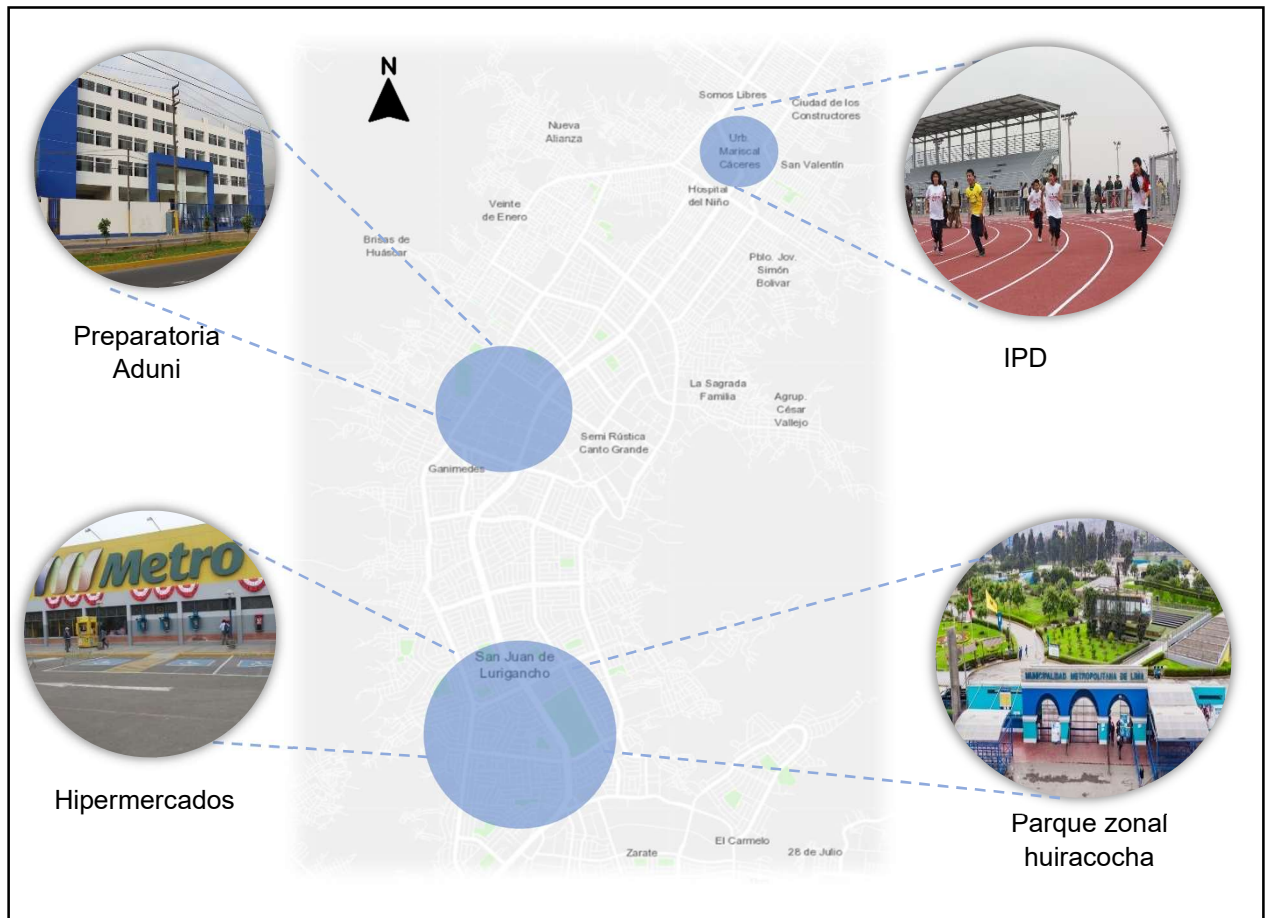 N
Somos Libres
Ciudad de los
Constructores
Nueva
Alianza
Urb.
Mariscal
Cáceres
San Valentín
Hospital
del Niño
Veinte
de Enero
Brisas de
Huáscar
Pblo. Jov.
Simón
Bolivar
Preparatoria
Aduni
IPD
La Sagrada
Familia
Agrup.
César
Vallejo
Semi Rústica
Canto Grande
Ganimedes
Metro
San Juan de
Lurigancho
MUNICIPALIDAD METROPOLITANA DE LIMA
Hipermercados
Parque zonal
huiracocha
El Carmelo
Zarate
28 de Julio